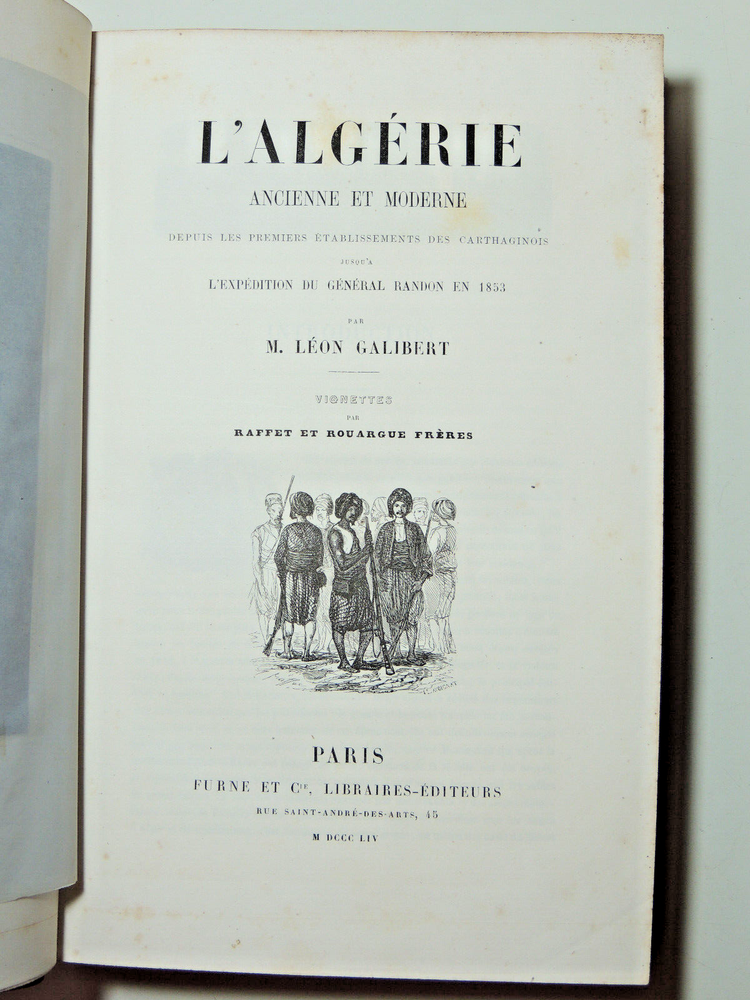 L'ALGÉRIE
ANCIENNE ET MODERNE
DEPUIS LES PREMIERS ÉTABLISSEMENTS DES CARTHAGINOIS
JUSQU'A
L'EXPÉDITION DU GÉNÉRAL RANDON EN 1853
PAR
M. LÉON GALIBERT
VIGNETTES
PAR
RAFFET ET ROUARGUE FRÈRES
PARIS
FURNE ET Cie, LIBRAIRES-ÉDITEURS
RUE SAINT-ANDRÉ-DES-ARTS, 45
M DCCC LIV